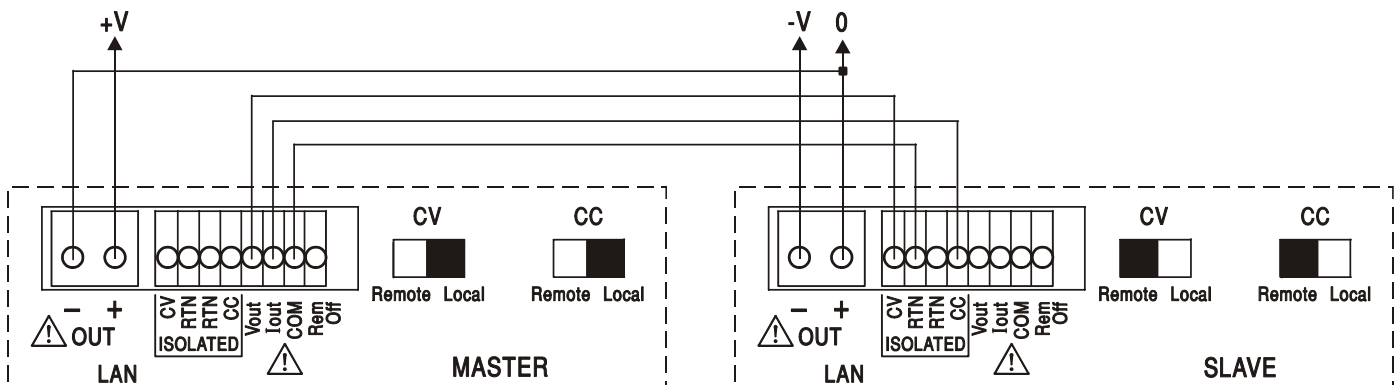 +V
-V 0
CV CC
Remote Local Remote Local
- +
CV RTN RTN CC Vout Iout COM Rem Off
OUT
ISOLATED
LAN
MASTER
CV CC
Remote Local Remote Local
- +
CV RTN RTN CC Vout Iout COM Rem Off
OUT
ISOLATED
LAN
SLAVE